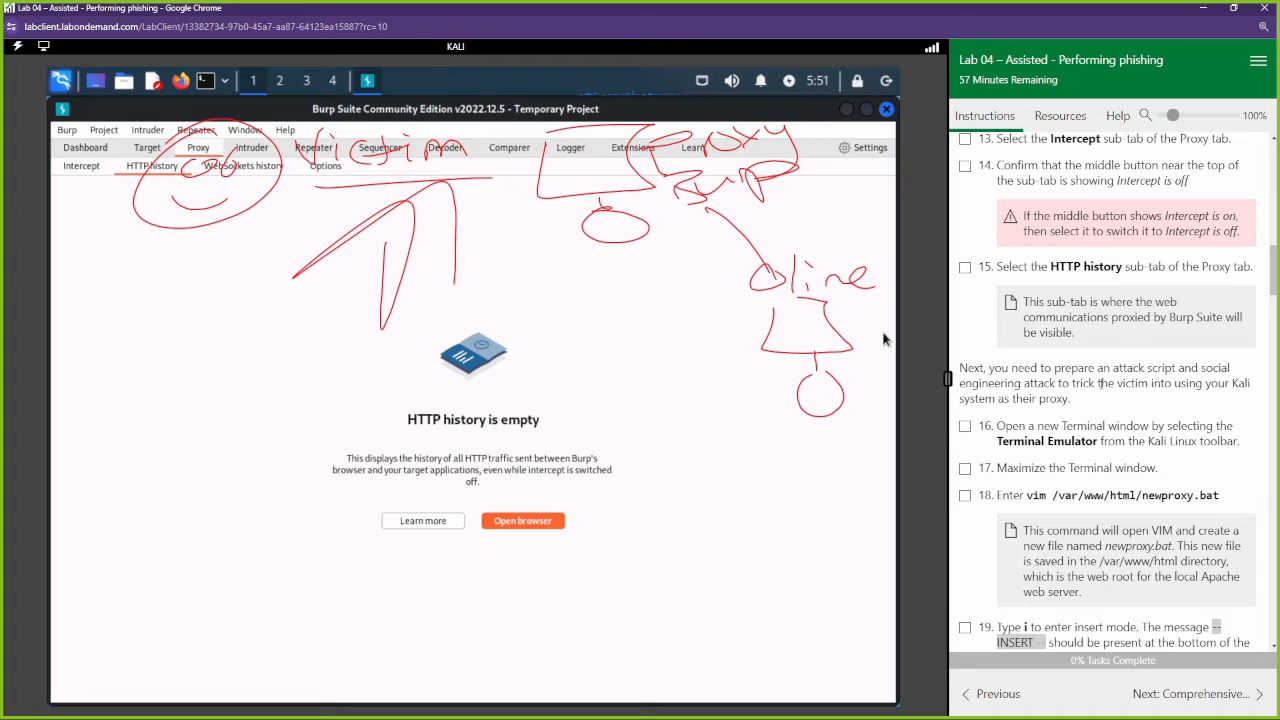 Lab 04 – Assisted - Performing phishing - Google Chrome
labclient.labondemand.com/LabClient/13382734-97b0-45a7-aa87-64123ea15887?rc=10
KALI
1 2 3 4
5:51
Burp Suite Community Edition v2022.12.5 - Temporary Project
Burp Project Intruder Repeater Window Help
Dashboard Target Proxy Intruder Repeater Sequencer Decoder Comparer Logger Extensions Learn Settings
Intercept HTTP history WebSockets history Options
Victim
Proxy
Burp
HTTP history is empty
This displays the history of all HTTP traffic sent between Burp's
browser and your target applications, even while intercept is switched
off.
Learn more Open browser
Lab 04 – Assisted - Performing phishing
57 Minutes Remaining
Instructions Resources Help 100%
13. Select the Intercept sub-tab of the Proxy tab.
14. Confirm that the middle button near the top of
the sub-tab is showing Intercept is off
If the middle button shows Intercept is on,
then select it to switch it to Intercept is off.
15. Select the HTTP history sub-tab of the Proxy tab.
This sub-tab is where the web
communications proxied by Burp Suite will
be visible.
Next, you need to prepare an attack script and social
engineering attack to trick the victim into using your Kali
system as their proxy.
16. Open a new Terminal window by selecting the
Terminal Emulator from the Kali Linux toolbar.
17. Maximize the Terminal window.
18. Enter vim /var/www/html/newproxy.bat
This command will open VIM and create a
new file named newproxy.bat. This new file
is saved in the /var/www/html directory,
which is the web root for the local Apache
web server.
19. Type i to enter insert mode. The message --
INSERT -- should be present at the bottom of the
0% Tasks Complete
Previous Next: Comprehensive...